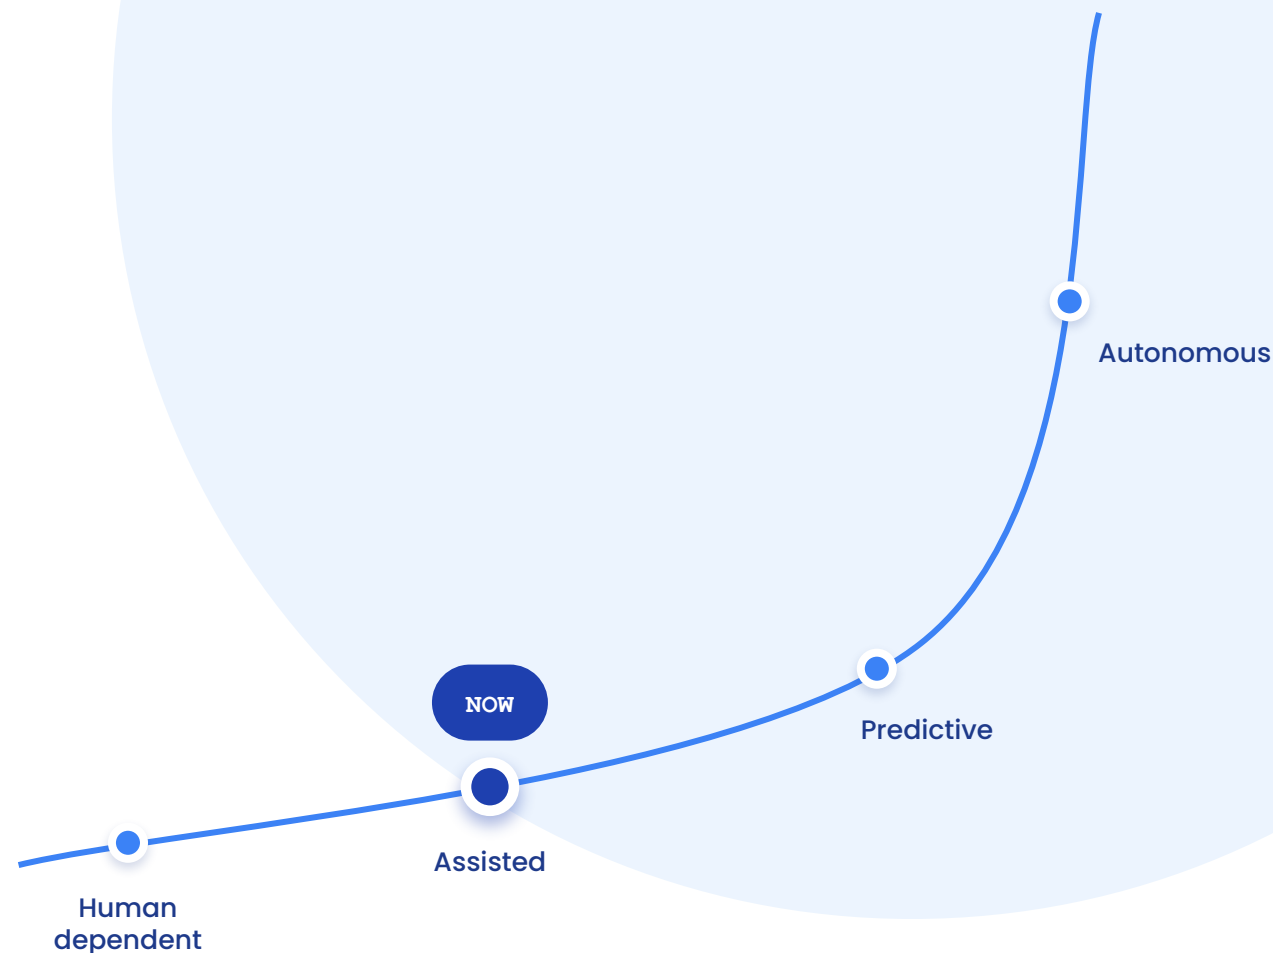 Autonomous
NOW
Predictive
Assisted
Human
dependent